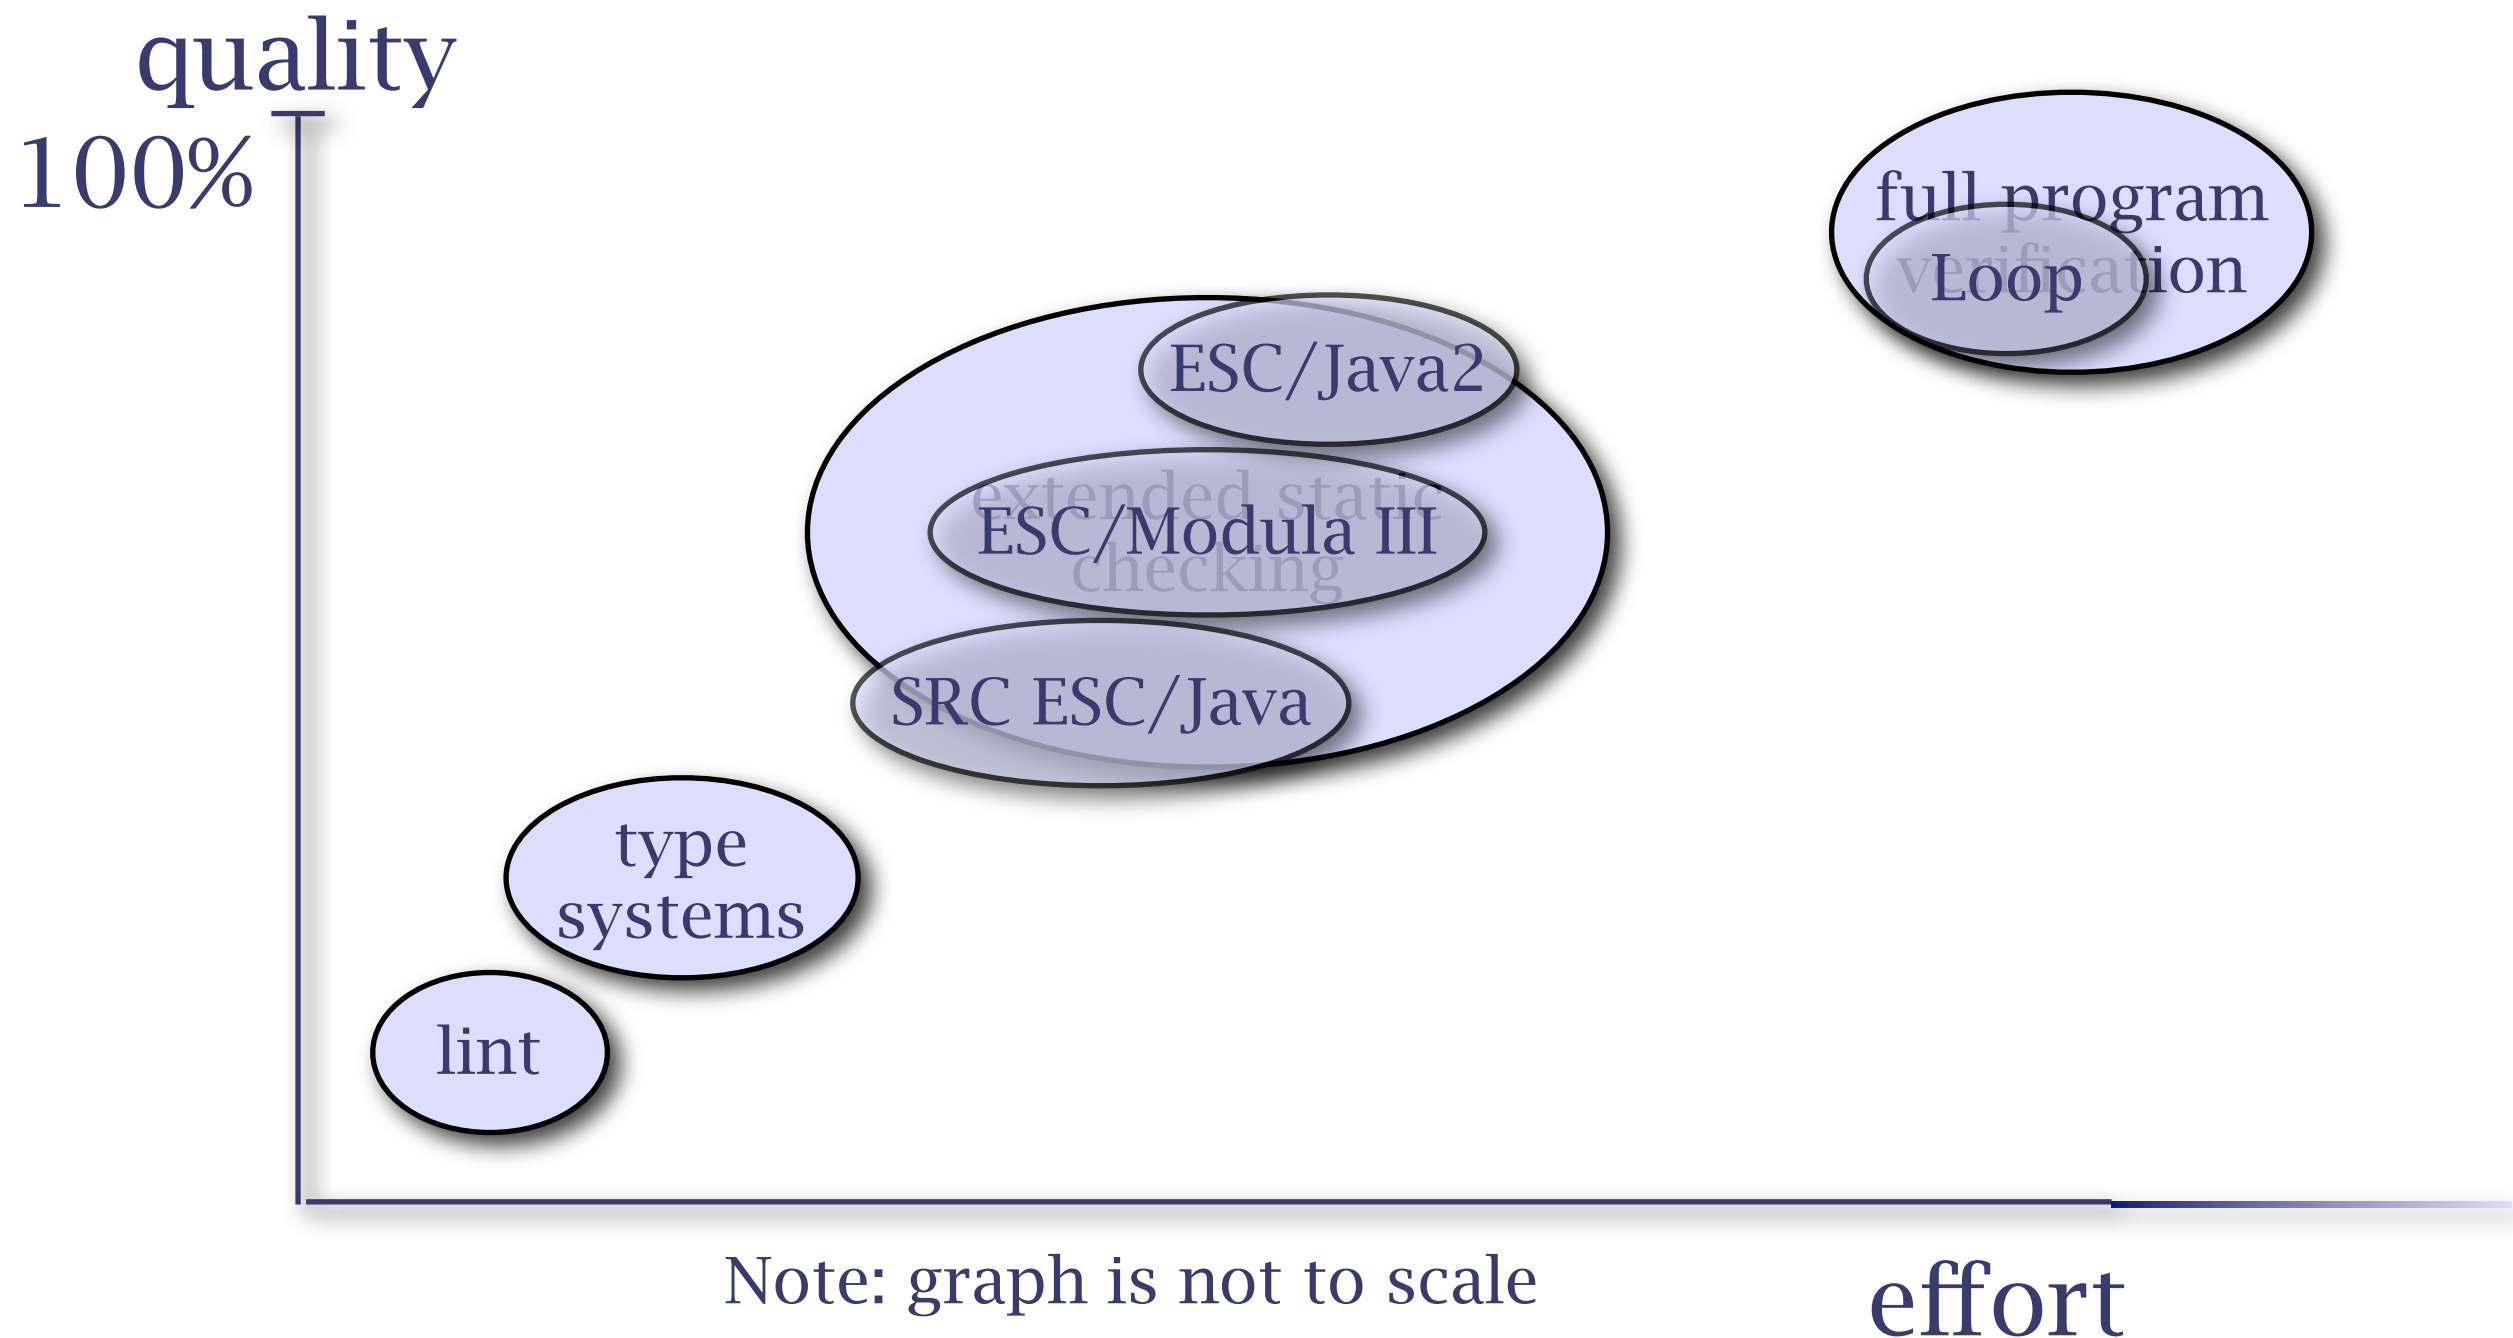 quality
100%
full program
verification
Loop
ESC/Java2
extended static
ESC/Modula III
checking
SRC ESC/Java
type
systems
lint
Note: graph is not to scale
effort